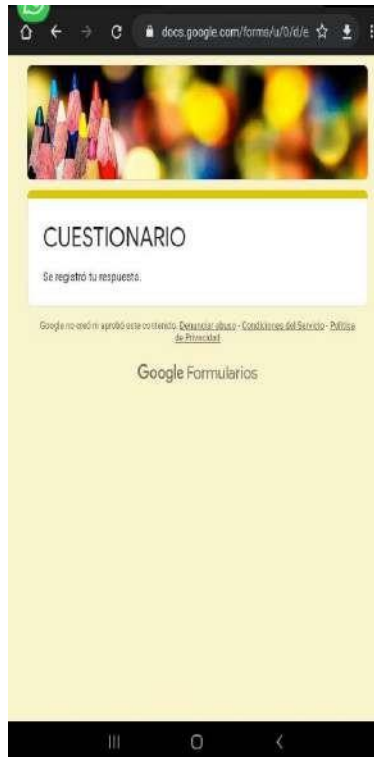 docs.google.com/forms/u/0/d/e
CUESTIONARIO
Se registró tu respuesta.
Google no creó ni aprobó este contenido. Denunciar abuso - Condiciones del Servicio - Política
de Privacidad
Google Formularios